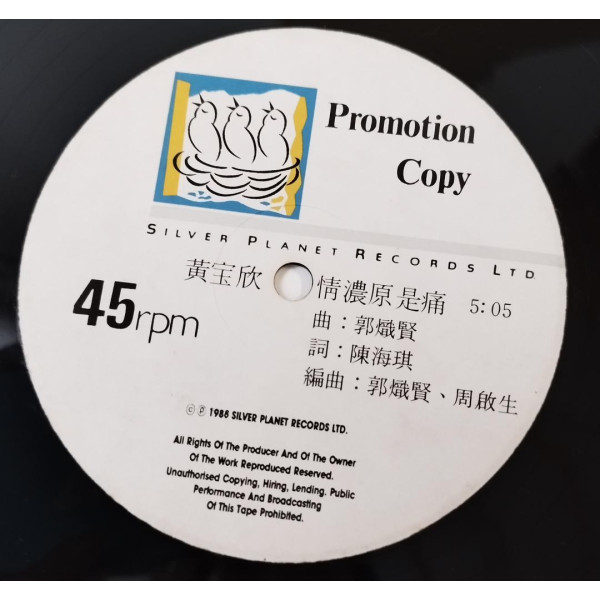 Promotion
Copy
SILVER PLANET RECORDS LTD
黃宝欣 情濃原是痛 5:05
45rpm
曲：郭熾賢
詞：陳海琪
編曲：郭熾賢、周啟生
©℗ 1988 SILVER PLANET RECORDS LTD.
All Rights Of The Producer And Of The Owner
Of The Work Reproduced Reserved.
Unauthorised Copying, Hiring, Lending. Public
Performance And Broadcasting
Of This Tape Prohibited.